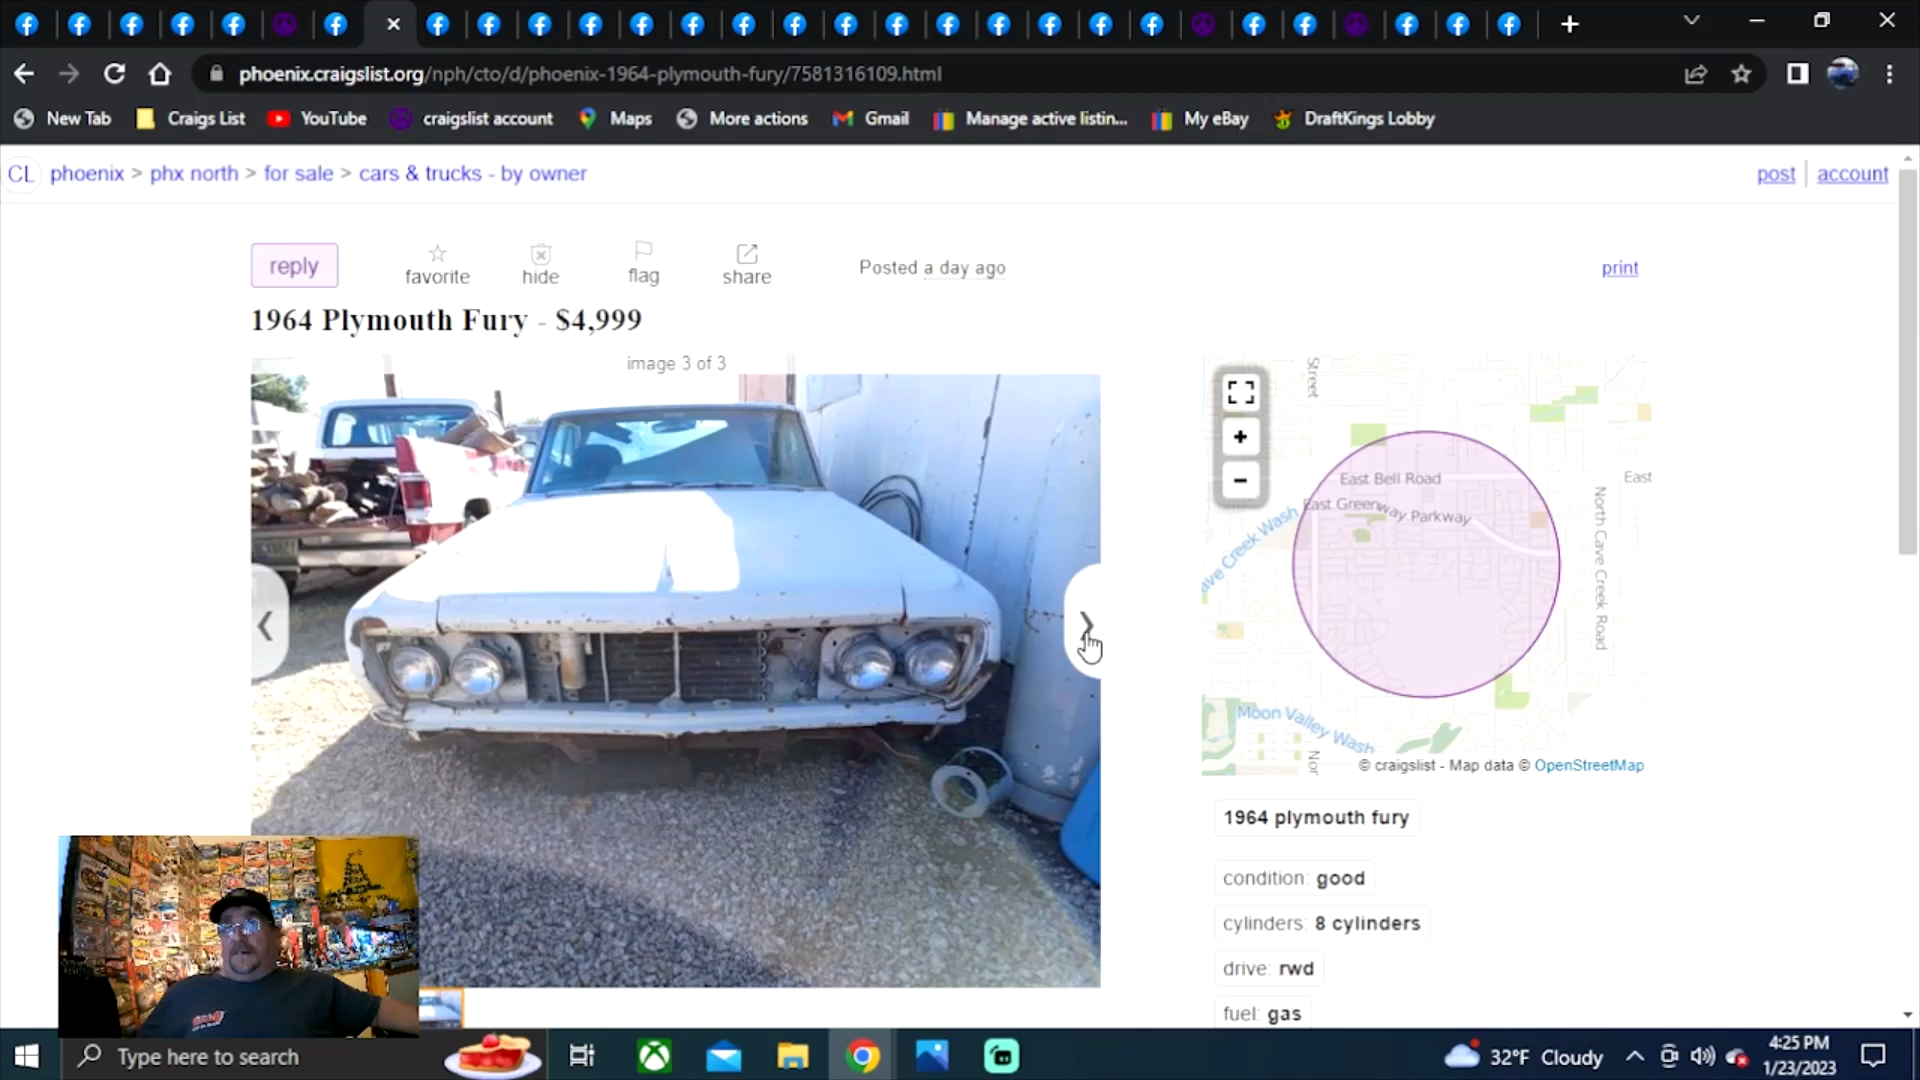 phoenix.craigslist.org/nph/cto/d/phoenix-1964-plymouth-fury/7581316109.html
New Tab
Craigs List
YouTube
craigslist account
Maps
More actions
Gmail
Manage active listin...
My eBay
DraftKings Lobby
CL phoenix > phx north > for sale > cars & trucks - by owner
post
account
reply
favorite
hide
flag
share
Posted a day ago
print
1964 Plymouth Fury - $4,999
image 3 of 3
Street
East Bell Road
East
East Greenway Parkway
North Cave Creek Road
ave Creek Wash
Moon Valley Wash
Nor
© craigslist - Map data © OpenStreetMap
1964 plymouth fury
condition: good
cylinders: 8 cylinders
drive: rwd
fuel: gas
Type here to search
32°F Cloudy
4:25 PM
1/23/2023